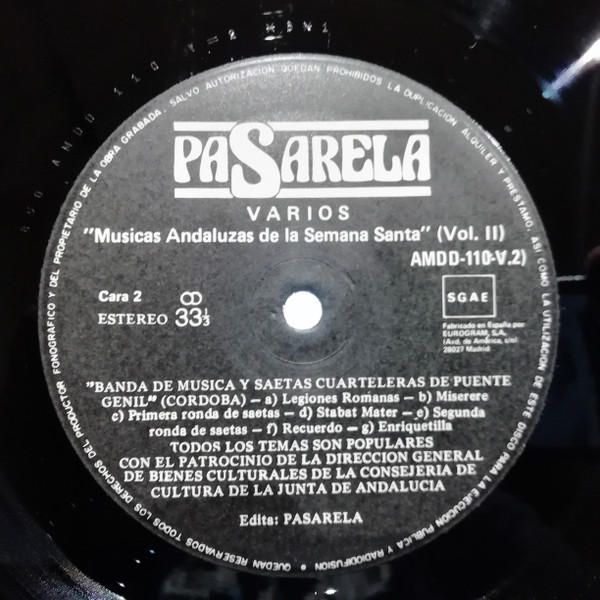 PASARELA
VARIOS
"Musicas Andaluzas de la Semana Santa" (Vol. II)
AMDD-110-V.2)
Cara 2
ESTEREO 33⅓
SGAE
Fabricado en España por
EUROGRAM, S.A.
(Avd. de América, s/n)
28027 Madrid
"BANDA DE MUSICA Y SAETAS CUARTELERAS DE PUENTE
GENIL" (CORDOBA) — a) Legiones Romanas — b) Miserere
c) Primera ronda de saetas — d) Stabat Mater — e) Segunda
ronda de saetas — f) Recuerdo — g) Enriquetilla
TODOS LOS TEMAS SON POPULARES
CON EL PATROCINIO DE LA DIRECCION GENERAL
DE BIENES CULTURALES DE LA CONSEJERIA DE
CULTURA DE LA JUNTA DE ANDALUCIA
Edita: PASARELA
QUEDAN RESERVADOS TODOS LOS DERECHOS DEL PRODUCTOR FONOGRAFICO Y DEL PROPIETARIO DE LA OBRA GRABADA. SALVO AUTORIZACION QUEDAN PROHIBIDOS LA DUPLICACION, ALQUILER Y PRESTAMO, ASI COMO LA UTILIZACION DE ESTE DISCO PARA LA EJECUCION PUBLICA Y RADIODIFUSION